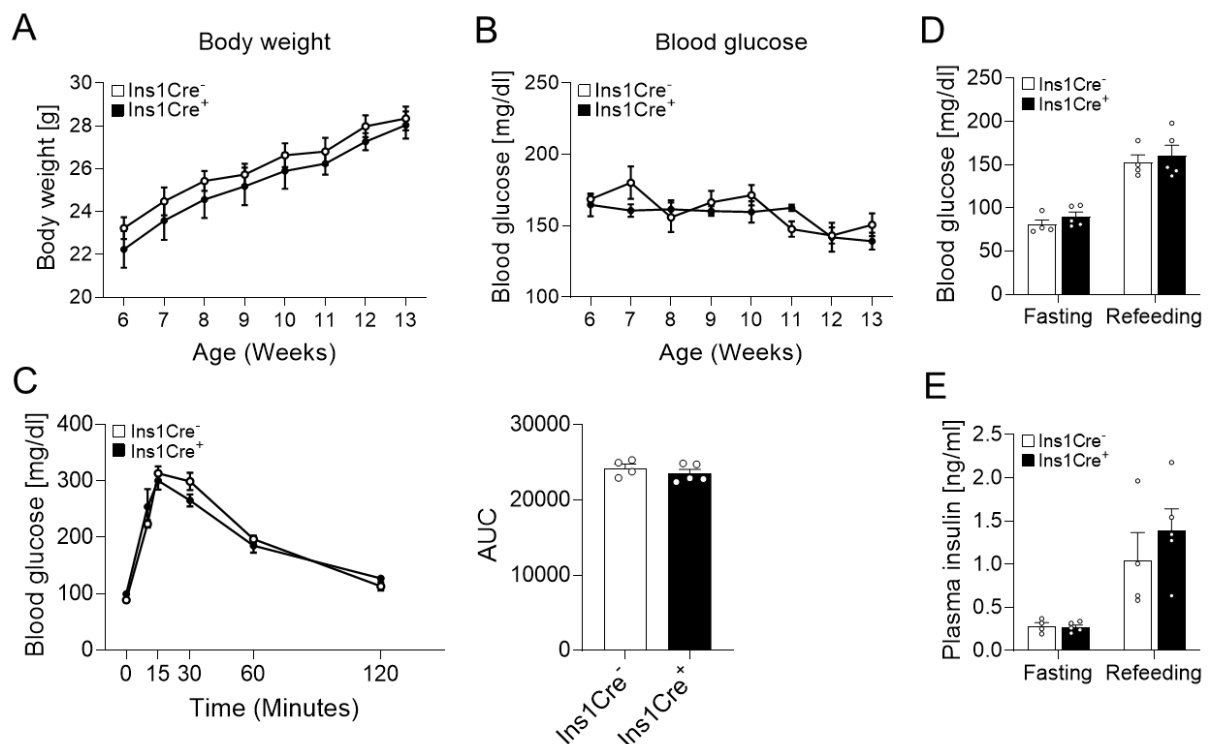 A
Body weight
Ins1Cre⁻
Ins1Cre⁺
Body weight [g]
30
28
26
24
22
20
6 7 8 9 10 11 12 13
Age (Weeks)
B
Blood glucose
Ins1Cre⁻
Ins1Cre⁺
Blood glucose [mg/dl]
250
200
150
100
6 7 8 9 10 11 12 13
Age (Weeks)
D
Ins1Cre⁻
Ins1Cre⁺
Blood glucose [mg/dl]
250
200
150
100
50
0
Fasting Refeeding
C
Ins1Cre⁻
Ins1Cre⁺
Blood glucose [mg/dl]
400
300
200
100
0
0 15 30 60 120
Time (Minutes)
AUC
30000
20000
10000
0
Ins1Cre⁻
Ins1Cre⁺
E
Ins1Cre⁻
Ins1Cre⁺
Plasma insulin [ng/ml]
2.5
2.0
1.5
1.0
0.5
0.0
Fasting Refeeding